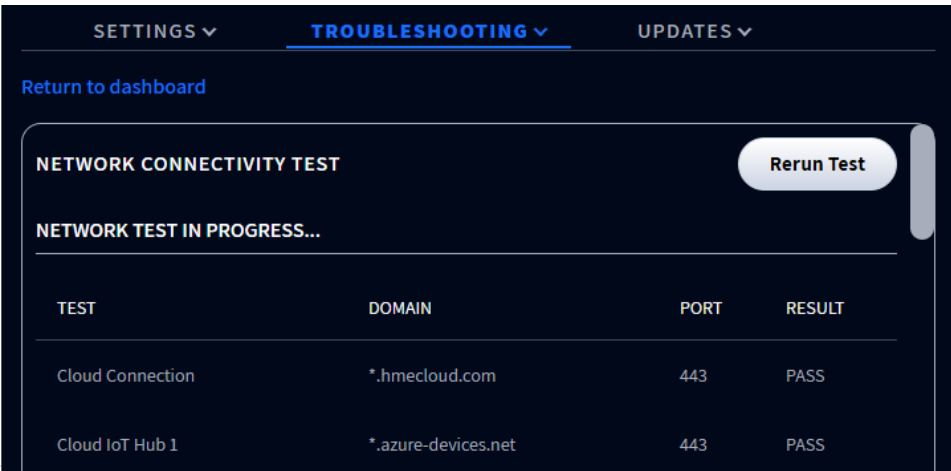 SETTINGS TROUBLESHOOTING UPDATES
Return to dashboard
NETWORK CONNECTIVITY TEST Rerun Test
NETWORK TEST IN PROGRESS...
TEST DOMAIN PORT RESULT
Cloud Connection *.hmecloud.com 443 PASS
Cloud IoT Hub 1 *.azure-devices.net 443 PASS